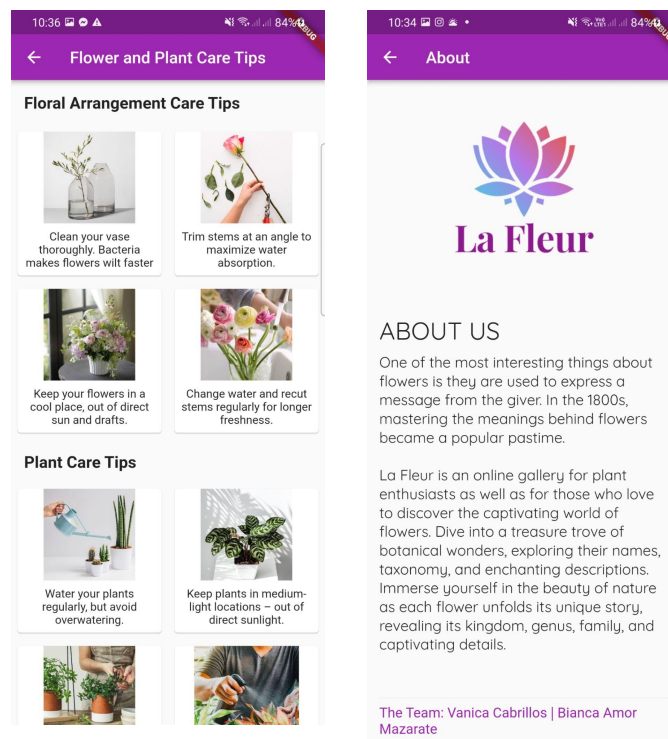 10:36
84%
Flower and Plant Care Tips
Floral Arrangement Care Tips
Clean your vase
thoroughly. Bacteria
makes flowers wilt faster
Trim stems at an angle to
maximize water
absorption.
Keep your flowers in a
cool place, out of direct
sun and drafts.
Change water and recut
stems regularly for longer
freshness.
Plant Care Tips
Water your plants
regularly, but avoid
overwatering.
Keep plants in medium-
light locations – out of
direct sunlight.
10:34
84%
About
La Fleur
ABOUT US
One of the most interesting things about
flowers is they are used to express a
message from the giver. In the 1800s,
mastering the meanings behind flowers
became a popular pastime.
La Fleur is an online gallery for plant
enthusiasts as well as for those who love
to discover the captivating world of
flowers. Dive into a treasure trove of
botanical wonders, exploring their names,
taxonomy, and enchanting descriptions.
Immerse yourself in the beauty of nature
as each flower unfolds its unique story,
revealing its kingdom, genus, family, and
captivating details.
The Team: Vanica Cabrillos | Bianca Amor
Mazarate